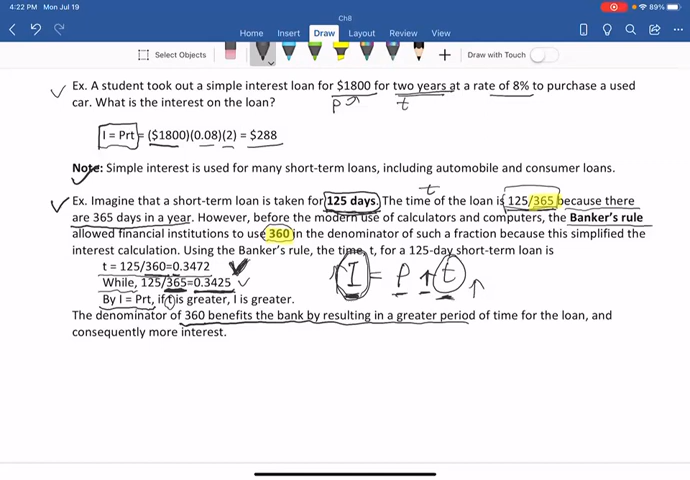 4:22 PM Mon Jul 19
89%
Ch8
Home Insert Draw Layout Review View
Select Objects
Draw with Touch
Ex. A student took out a simple interest loan for $1800 for two years at a rate of 8% to purchase a used
car. What is the interest on the loan?
P r t
I = Prt = ($1800)(0.08)(2) = $288
Note: Simple interest is used for many short-term loans, including automobile and consumer loans.
t
Ex. Imagine that a short-term loan is taken for 125 days. The time of the loan is 125/365 because there
are 365 days in a year. However, before the modern use of calculators and computers, the Banker's rule
allowed financial institutions to use 360 in the denominator of such a fraction because this simplified the
interest calculation. Using the Banker's rule, the time, t, for a 125-day short-term loan is
t = 125/360=0.3472
While, 125/365=0.3425
I = P r t
By I = Prt, if t is greater, I is greater.
The denominator of 360 benefits the bank by resulting in a greater period of time for the loan, and
consequently more interest.